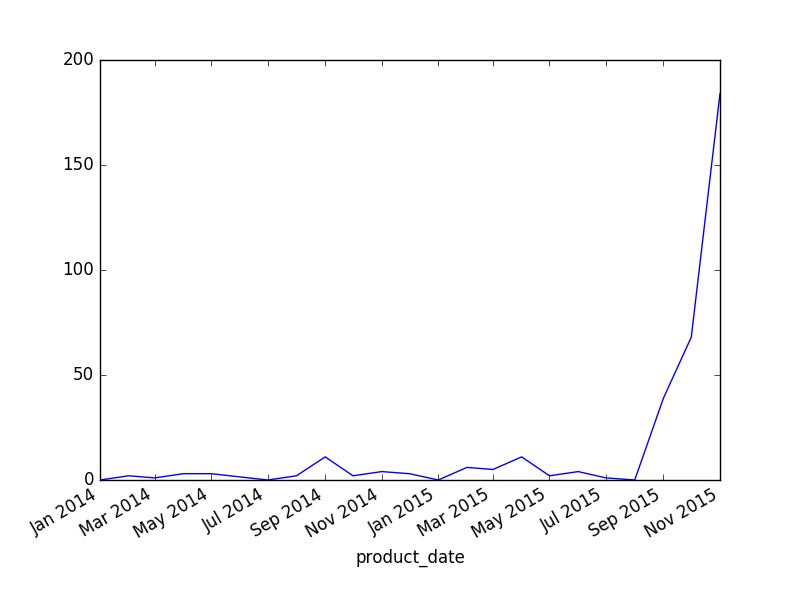 200
150
100
50
0
Jan 2014
Mar 2014
May 2014
Jul 2014
Sep 2014
Nov 2014
Jan 2015
Mar 2015
May 2015
Jul 2015
Sep 2015
Nov 2015
product_date